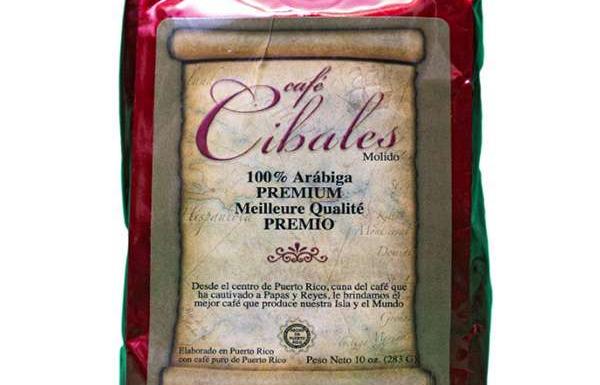 café
Cibales
Molido
100% Arábiga
PREMIUM
Meilleure Qualité
PREMIO
Hispaniola
Desde el centro de Puerto Rico, cuna del café que
ha cautivado a Papas y Reyes, le brindamos el
mejor café que produce nuestra Isla y el Mundo
Elaborado en Puerto Rico
con café puro de Puerto Rico
Peso Neto 10 oz. (283 G)